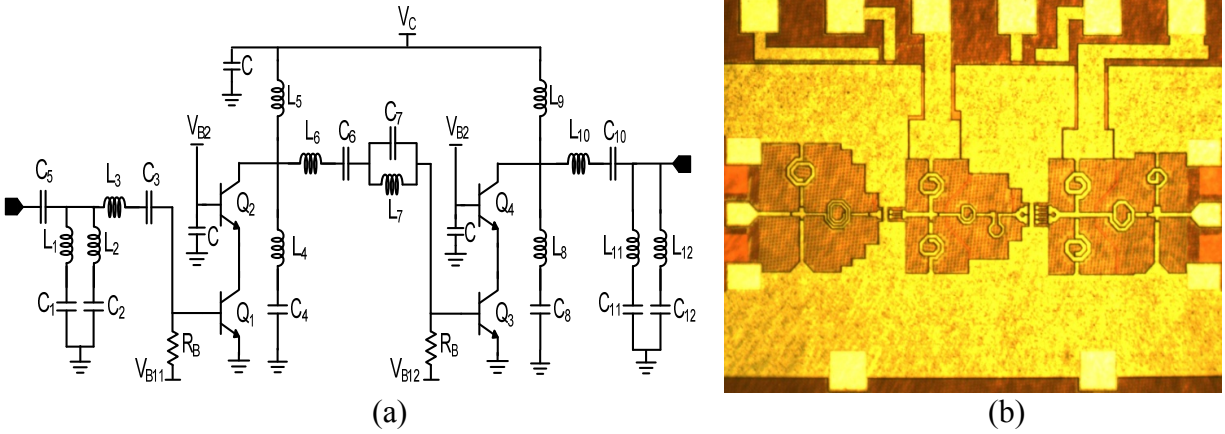 V_C
C
L_5
L_9
V_B2
L_6
C_6
C_7
V_B2
L_10
C_10
C_5
L_3
C_3
Q_2
L_7
Q_4
L_1
L_2
C
L_4
C
L_8
L_11
L_12
C_1
C_2
Q_1
C_4
Q_3
C_8
C_11
C_12
R_B
R_B
V_B11
V_B12
(a)
(b)